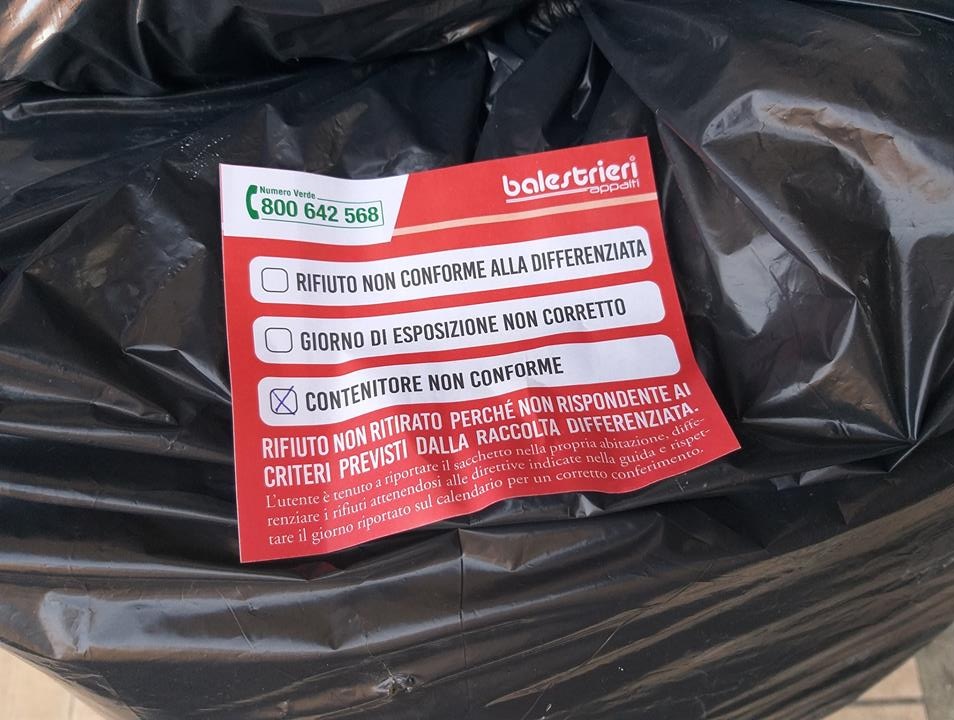 Numero Verde
800 642 568
balestrieri
appalti
RIFIUTO NON CONFORME ALLA DIFFERENZIATA
GIORNO DI ESPOSIZIONE NON CORRETTO
CONTENITORE NON CONFORME
RIFIUTO NON RITIRATO PERCHÉ NON RISPONDENTE AI
CRITERI PREVISTI DALLA RACCOLTA DIFFERENZIATA.
L'utente è tenuto a riportare il sacchetto nella propria abitazione, diffe-
renziare i rifiuti attenendosi alle direttive indicate nella guida e rispet-
tare il giorno riportato sul calendario per un corretto conferimento.